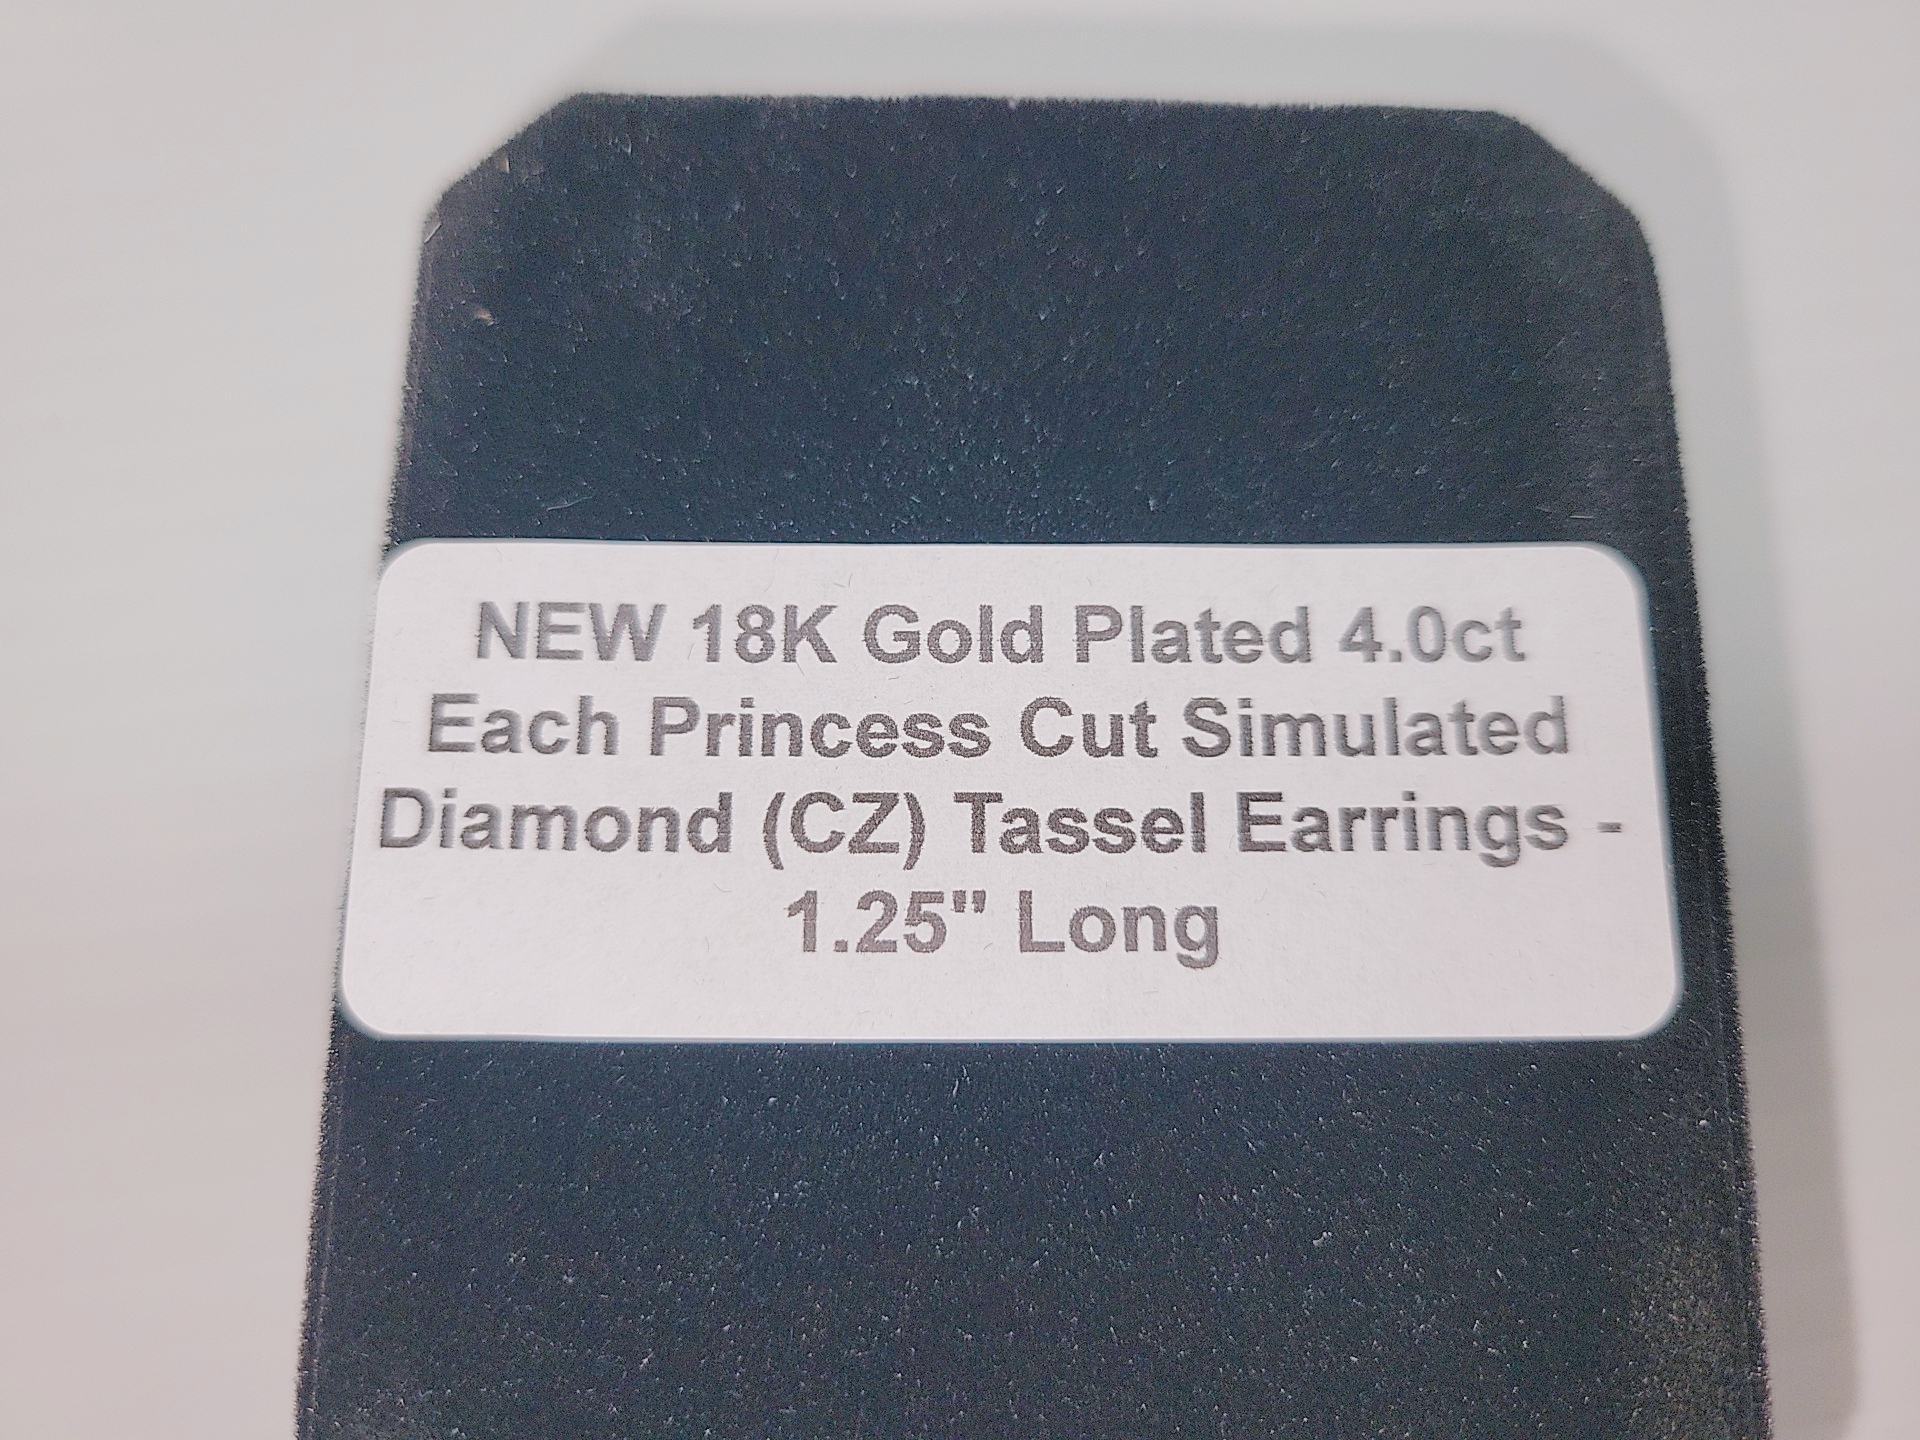 NEW 18K Gold Plated 4.0ct
Each Princess Cut Simulated
Diamond (CZ) Tassel Earrings -
1.25" Long